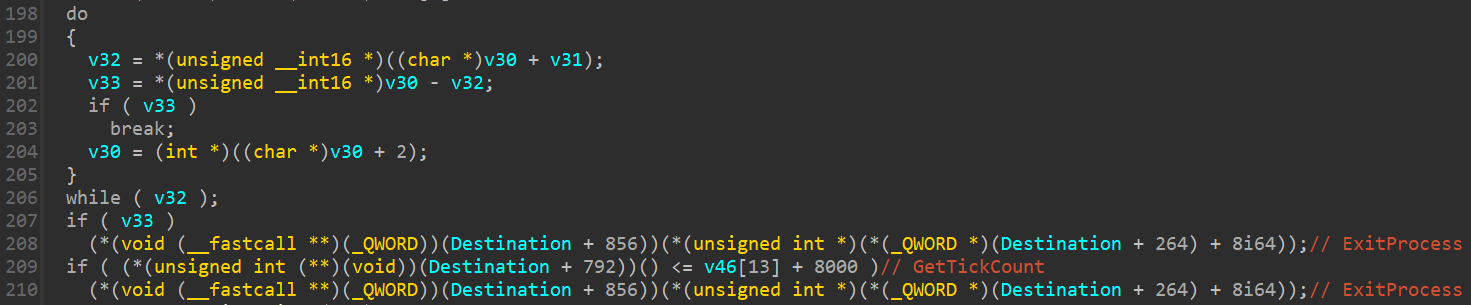 198 do
199 {
200 v32 = *(unsigned __int16 *)((char *)v30 + v31);
201 v33 = *(unsigned __int16 *)v30 - v32;
202 if ( v33 )
203 break;
204 v30 = (int *)((char *)v30 + 2);
205 }
206 while ( v32 );
207 if ( v33 )
208 (*(void (__fastcall **)(_QWORD))(Destination + 856))(*(unsigned int *)(*(_QWORD *)(Destination + 264) + 8i64));// ExitProcess
209 if ( (*(unsigned int (**)(void))(Destination + 792))() <= v46[13] + 8000 )// GetTickCount
210 (*(void (__fastcall **)(_QWORD))(Destination + 856))(*(unsigned int *)(*(_QWORD *)(Destination + 264) + 8i64));// ExitProcess